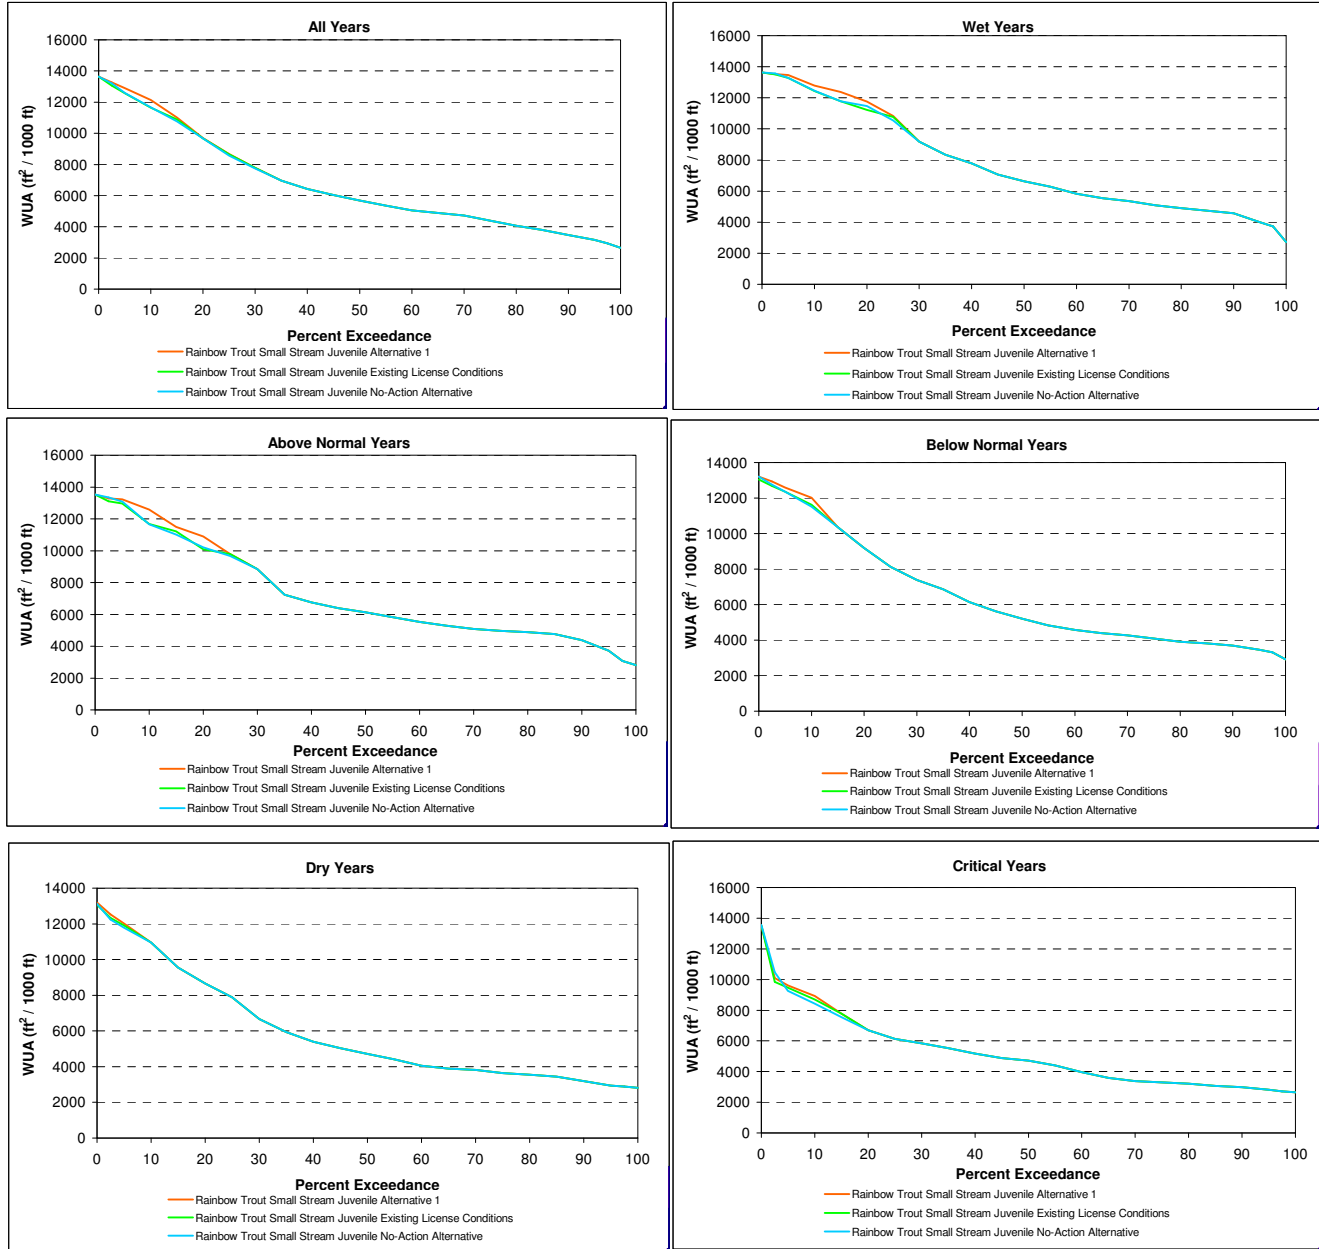 All Years
16000
14000
12000
10000
8000
6000
4000
2000
0
WUA (ft² / 1000 ft)
0 10 20 30 40 50 60 70 80 90 100
Percent Exceedance
Rainbow Trout Small Stream Juvenile Alternative 1
Rainbow Trout Small Stream Juvenile Existing License Conditions
Rainbow Trout Small Stream Juvenile No-Action Alternative
Wet Years
16000
14000
12000
10000
8000
6000
4000
2000
0
WUA (ft² / 1000 ft)
0 10 20 30 40 50 60 70 80 90 100
Percent Exceedance
Rainbow Trout Small Stream Juvenile Alternative 1
Rainbow Trout Small Stream Juvenile Existing License Conditions
Rainbow Trout Small Stream Juvenile No-Action Alternative
Above Normal Years
16000
14000
12000
10000
8000
6000
4000
2000
0
WUA (ft² / 1000 ft)
0 10 20 30 40 50 60 70 80 90 100
Percent Exceedance
Rainbow Trout Small Stream Juvenile Alternative 1
Rainbow Trout Small Stream Juvenile Existing License Conditions
Rainbow Trout Small Stream Juvenile No-Action Alternative
Below Normal Years
14000
12000
10000
8000
6000
4000
2000
0
WUA (ft² / 1000 ft)
0 10 20 30 40 50 60 70 80 90 100
Percent Exceedance
Rainbow Trout Small Stream Juvenile Alternative 1
Rainbow Trout Small Stream Juvenile Existing License Conditions
Rainbow Trout Small Stream Juvenile No-Action Alternative
Dry Years
14000
12000
10000
8000
6000
4000
2000
0
WUA (ft² / 1000 ft)
0 10 20 30 40 50 60 70 80 90 100
Percent Exceedance
Rainbow Trout Small Stream Juvenile Alternative 1
Rainbow Trout Small Stream Juvenile Existing License Conditions
Rainbow Trout Small Stream Juvenile No-Action Alternative
Critical Years
16000
14000
12000
10000
8000
6000
4000
2000
0
WUA (ft² / 1000 ft)
0 10 20 30 40 50 60 70 80 90 100
Percent Exceedance
Rainbow Trout Small Stream Juvenile Alternative 1
Rainbow Trout Small Stream Juvenile Existing License Conditions
Rainbow Trout Small Stream Juvenile No-Action Alternative